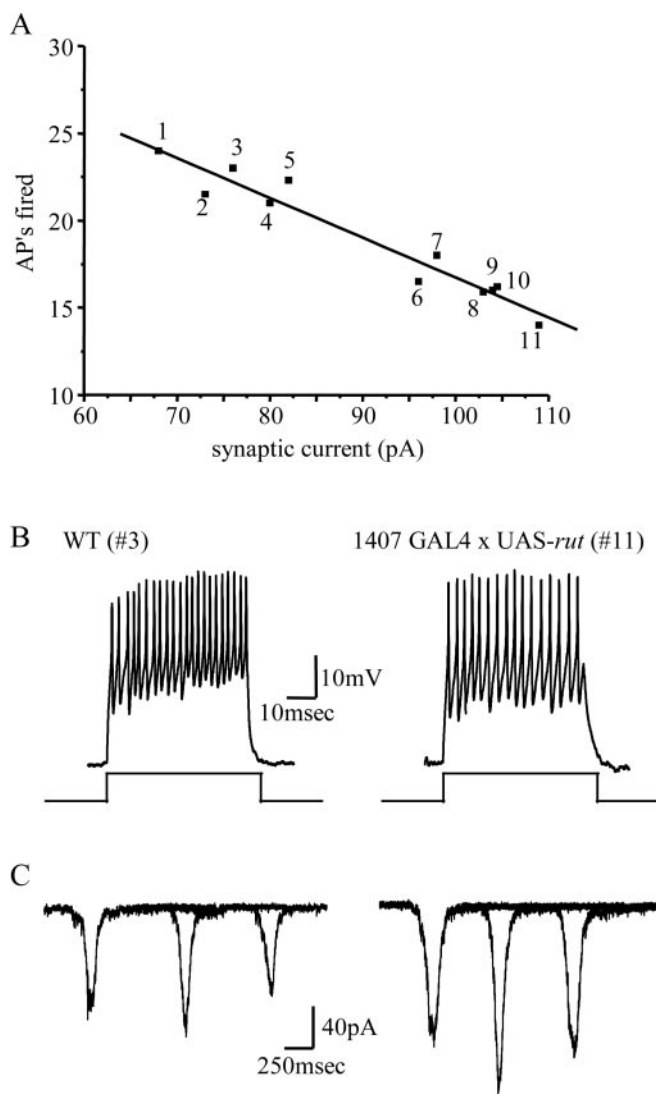 A
AP's fired
30
25
20
15
10
1
2
3
4
5
6
7
8
9
10
11
60 70 80 90 100 110
synaptic current (pA)
B WT (#3) 1407 GAL4 x UAS-rut (#11)
10mV
10msec
C
40pA
250msec